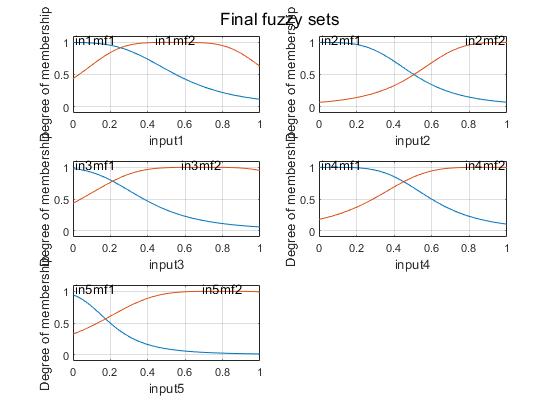 Final fuzzy sets
Degree of membership
1
0.5
0
in1mf1
in1mf2
0 0.2 0.4 0.6 0.8 1
input1
Degree of membership
1
0.5
0
in2mf1
in2mf2
0 0.2 0.4 0.6 0.8 1
input2
Degree of membership
1
0.5
0
in3mf1
in3mf2
0 0.2 0.4 0.6 0.8 1
input3
Degree of membership
1
0.5
0
in4mf1
in4mf2
0 0.2 0.4 0.6 0.8 1
input4
Degree of membership
1
0.5
0
in5mf1
in5mf2
0 0.2 0.4 0.6 0.8 1
input5